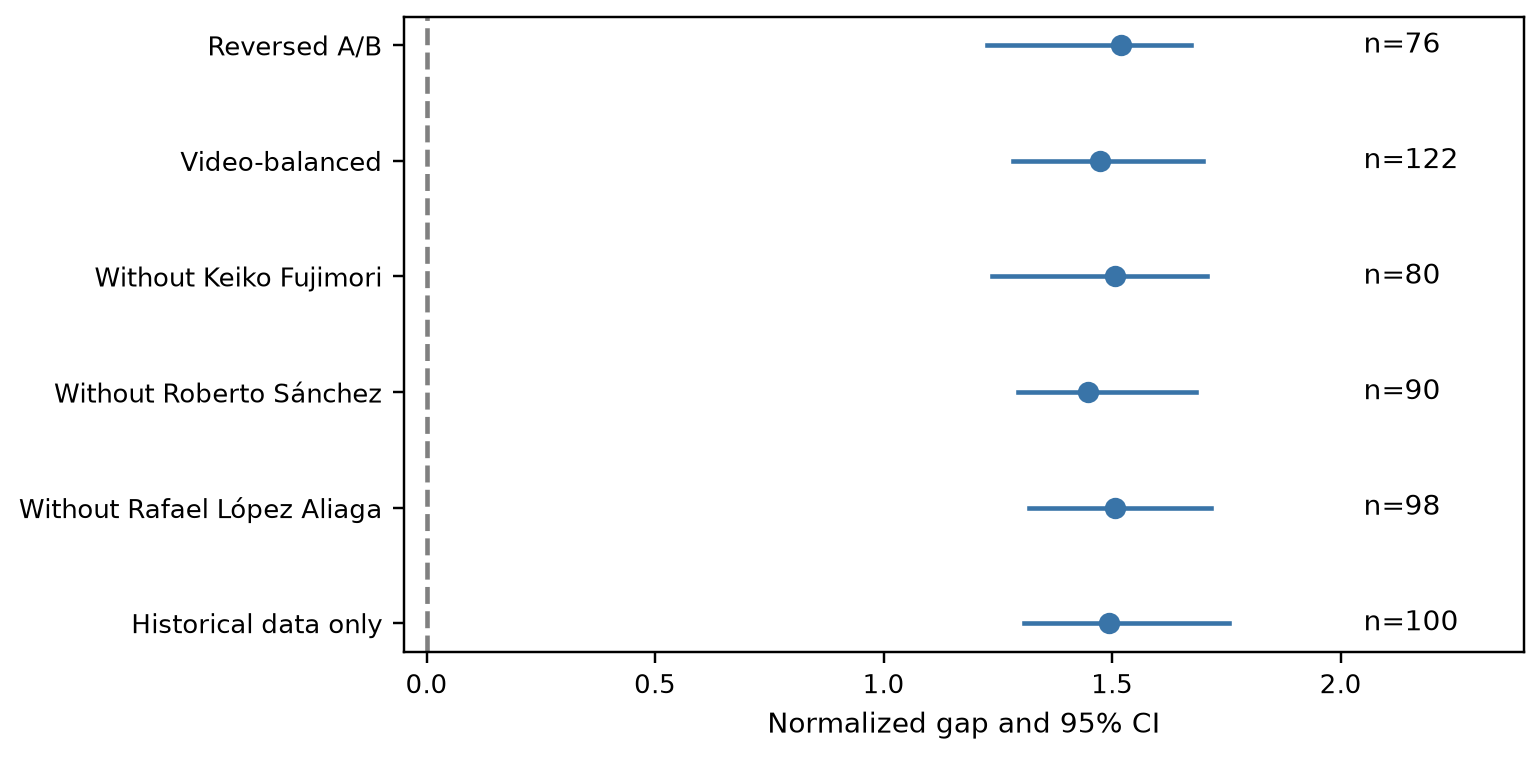 Reversed A/B n=76
Video-balanced n=122
Without Keiko Fujimori n=80
Without Roberto Sánchez n=90
Without Rafael López Aliaga n=98
Historical data only n=100
0.0 0.5 1.0 1.5 2.0
Normalized gap and 95% CI